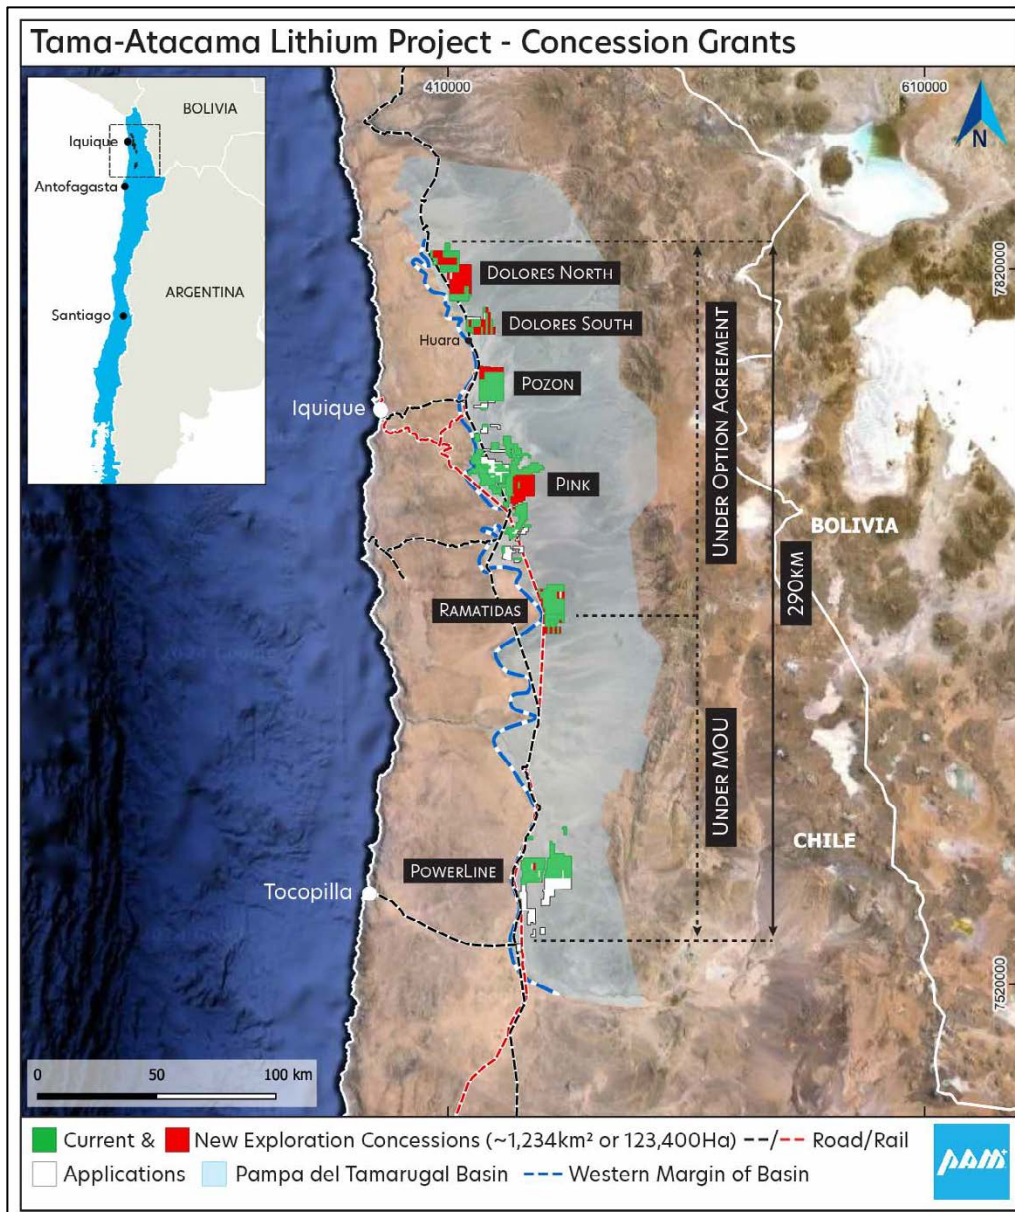 Tama-Atacama Lithium Project - Concession Grants
410000
610000
BOLIVIA
Iquique
Antofagasta
ARGENTINA
Santiago
N
7820000
DOLORES NORTH
DOLORES SOUTH
Huara
POZON
Iquique
PINK
UNDER OPTION AGREEMENT
BOLIVIA
290KM
RAMATIDAS
UNDER MOU
CHILE
POWERLINE
Tocopilla
7520000
0 50 100 km
Current & New Exploration Concessions (~1,234km² or 123,400Ha) Road/Rail
Applications Pampa del Tamarugal Basin Western Margin of Basin
PAM+